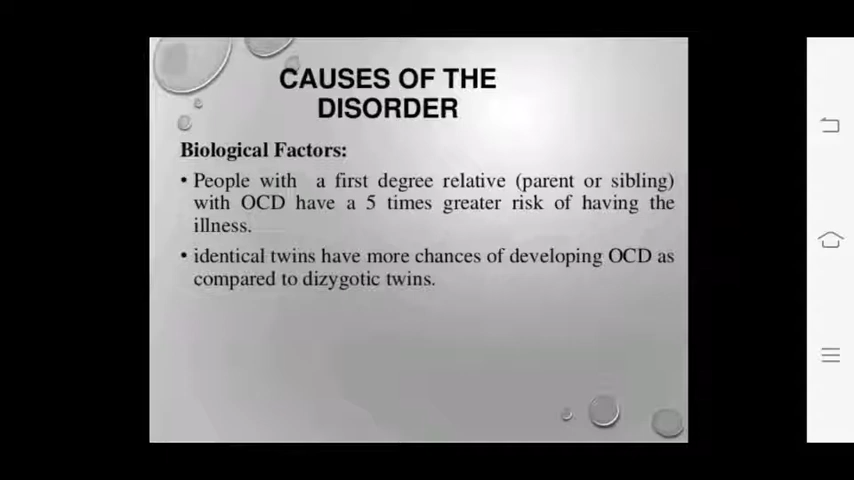 CAUSES OF THE
DISORDER
Biological Factors:
• People with a first degree relative (parent or sibling)
with OCD have a 5 times greater risk of having the
illness.
• identical twins have more chances of developing OCD as
compared to dizygotic twins.